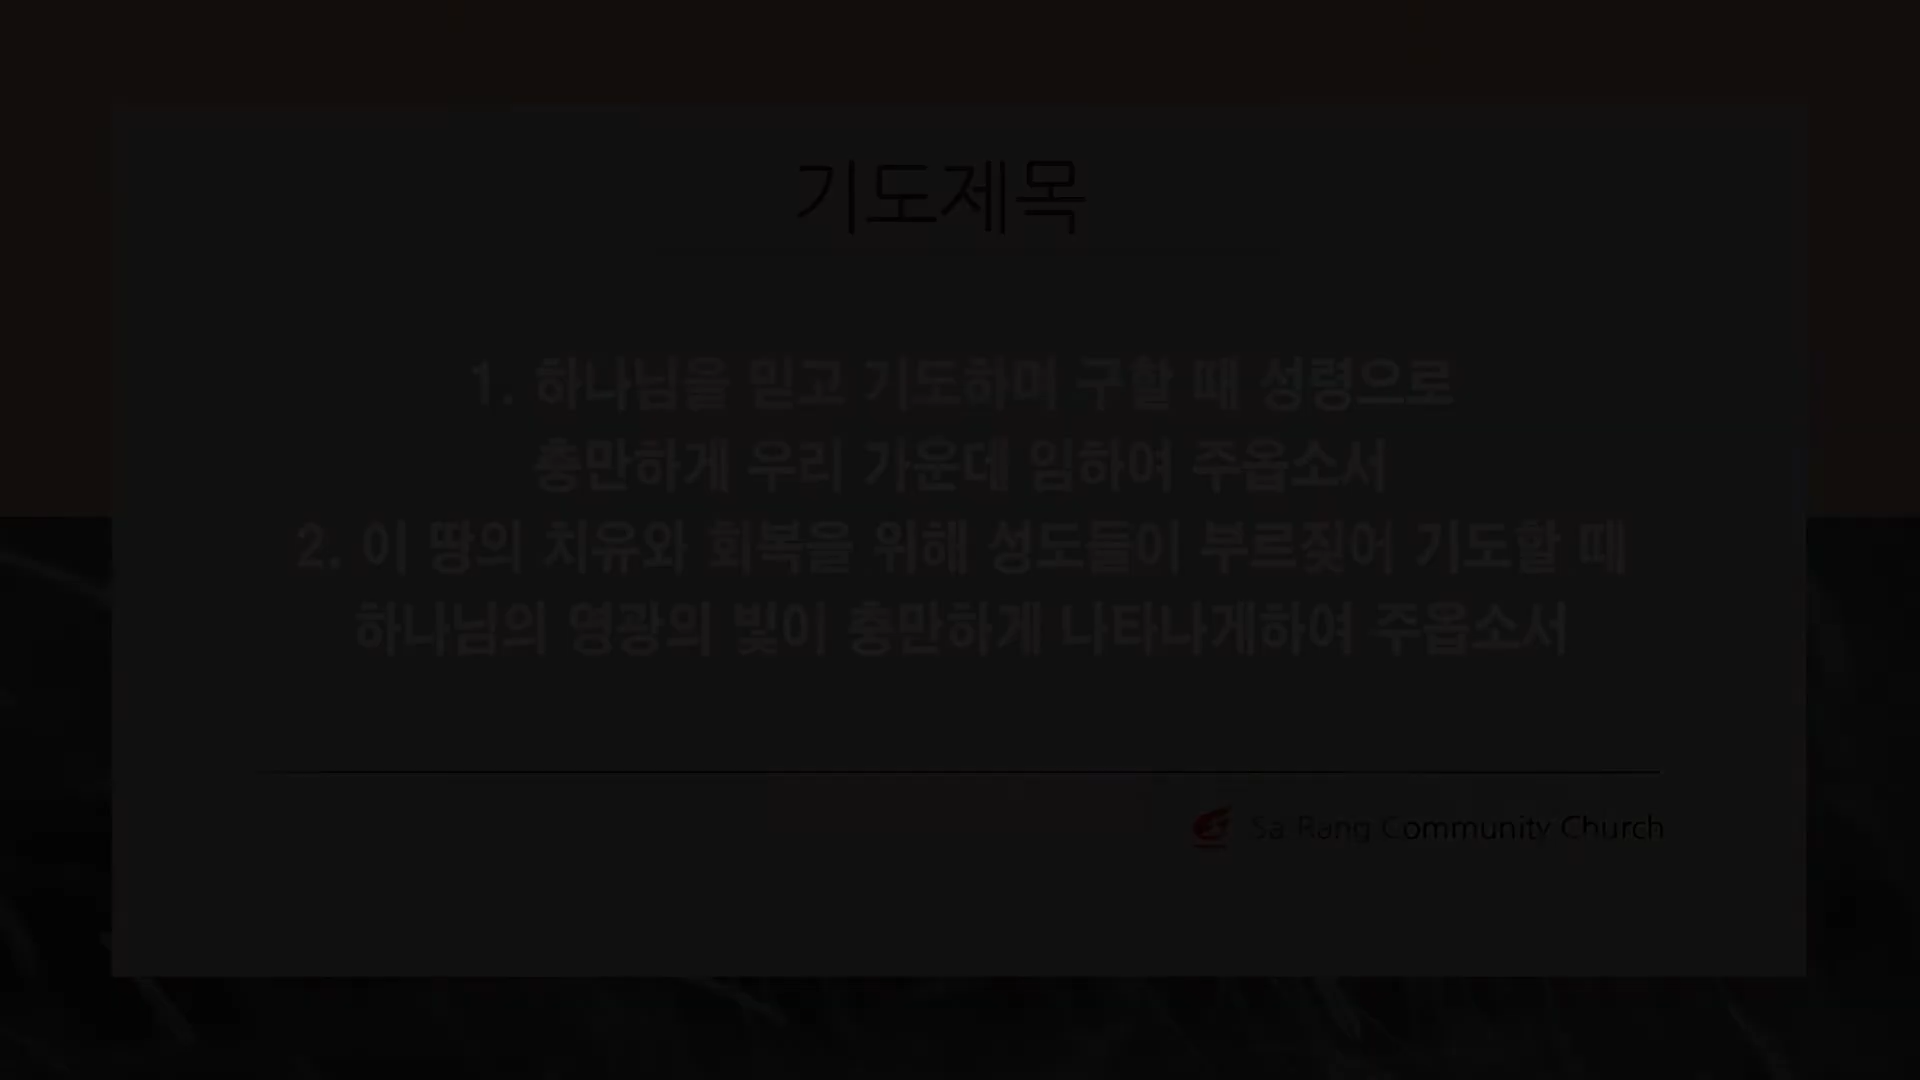 기도제목
1. 하나님을 믿고 기도하며 구할 때 성령으로
충만하게 우리 가운데 임하여 주옵소서
2. 이 땅의 치유와 회복을 위해 성도들이 부르짖어 기도할 때
하나님의 영광의 빛이 충만하게 나타나게하여 주옵소서
Sa Rang Community Church